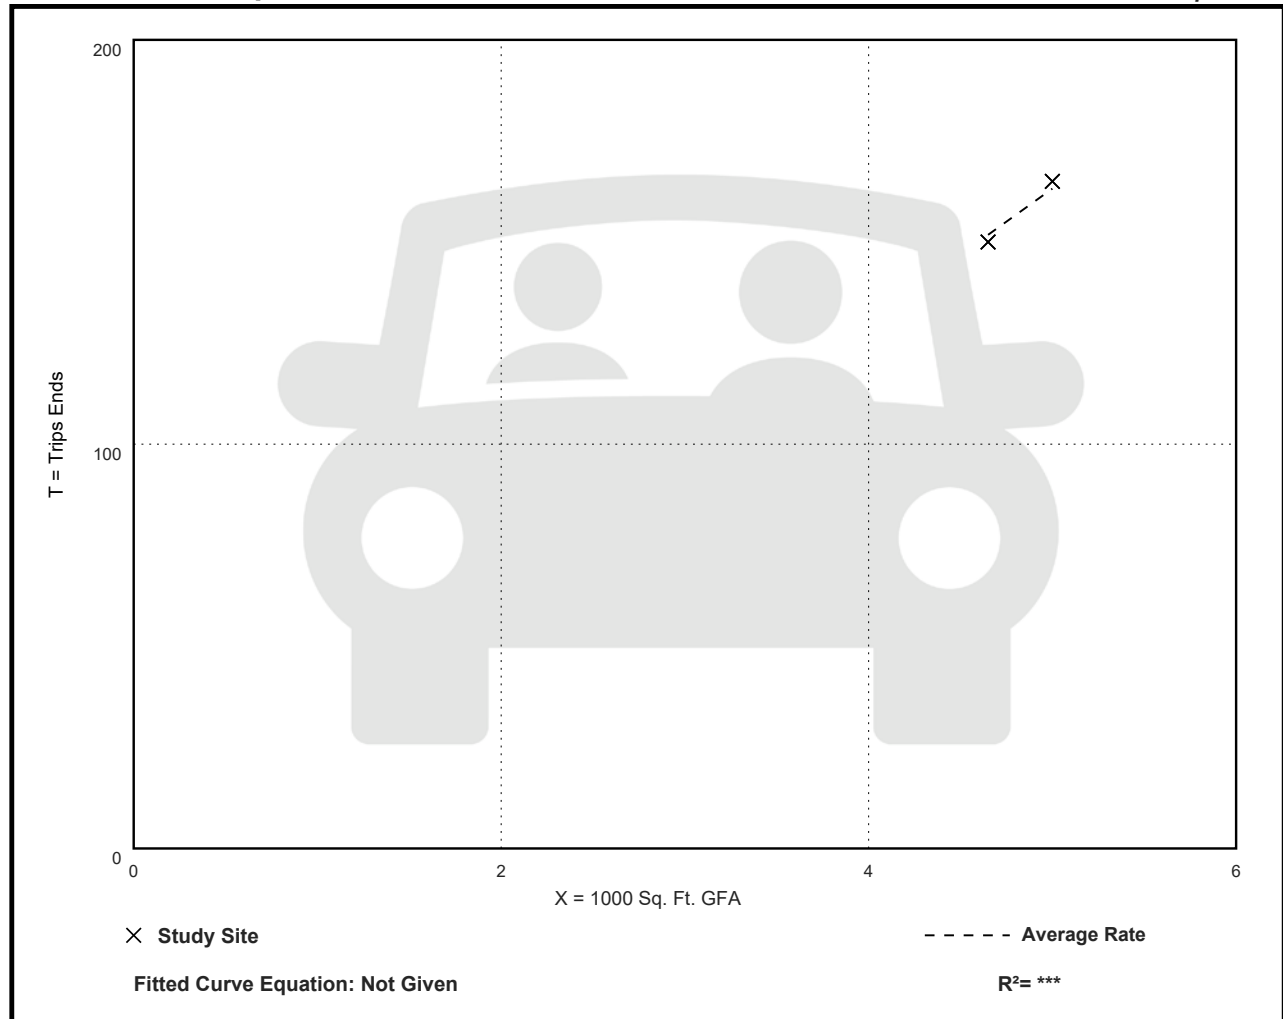 200
100
0
T = Trips Ends
0 2 4 6
X = 1000 Sq. Ft. GFA
Study Site
Average Rate
Fitted Curve Equation: Not Given
R²= ***